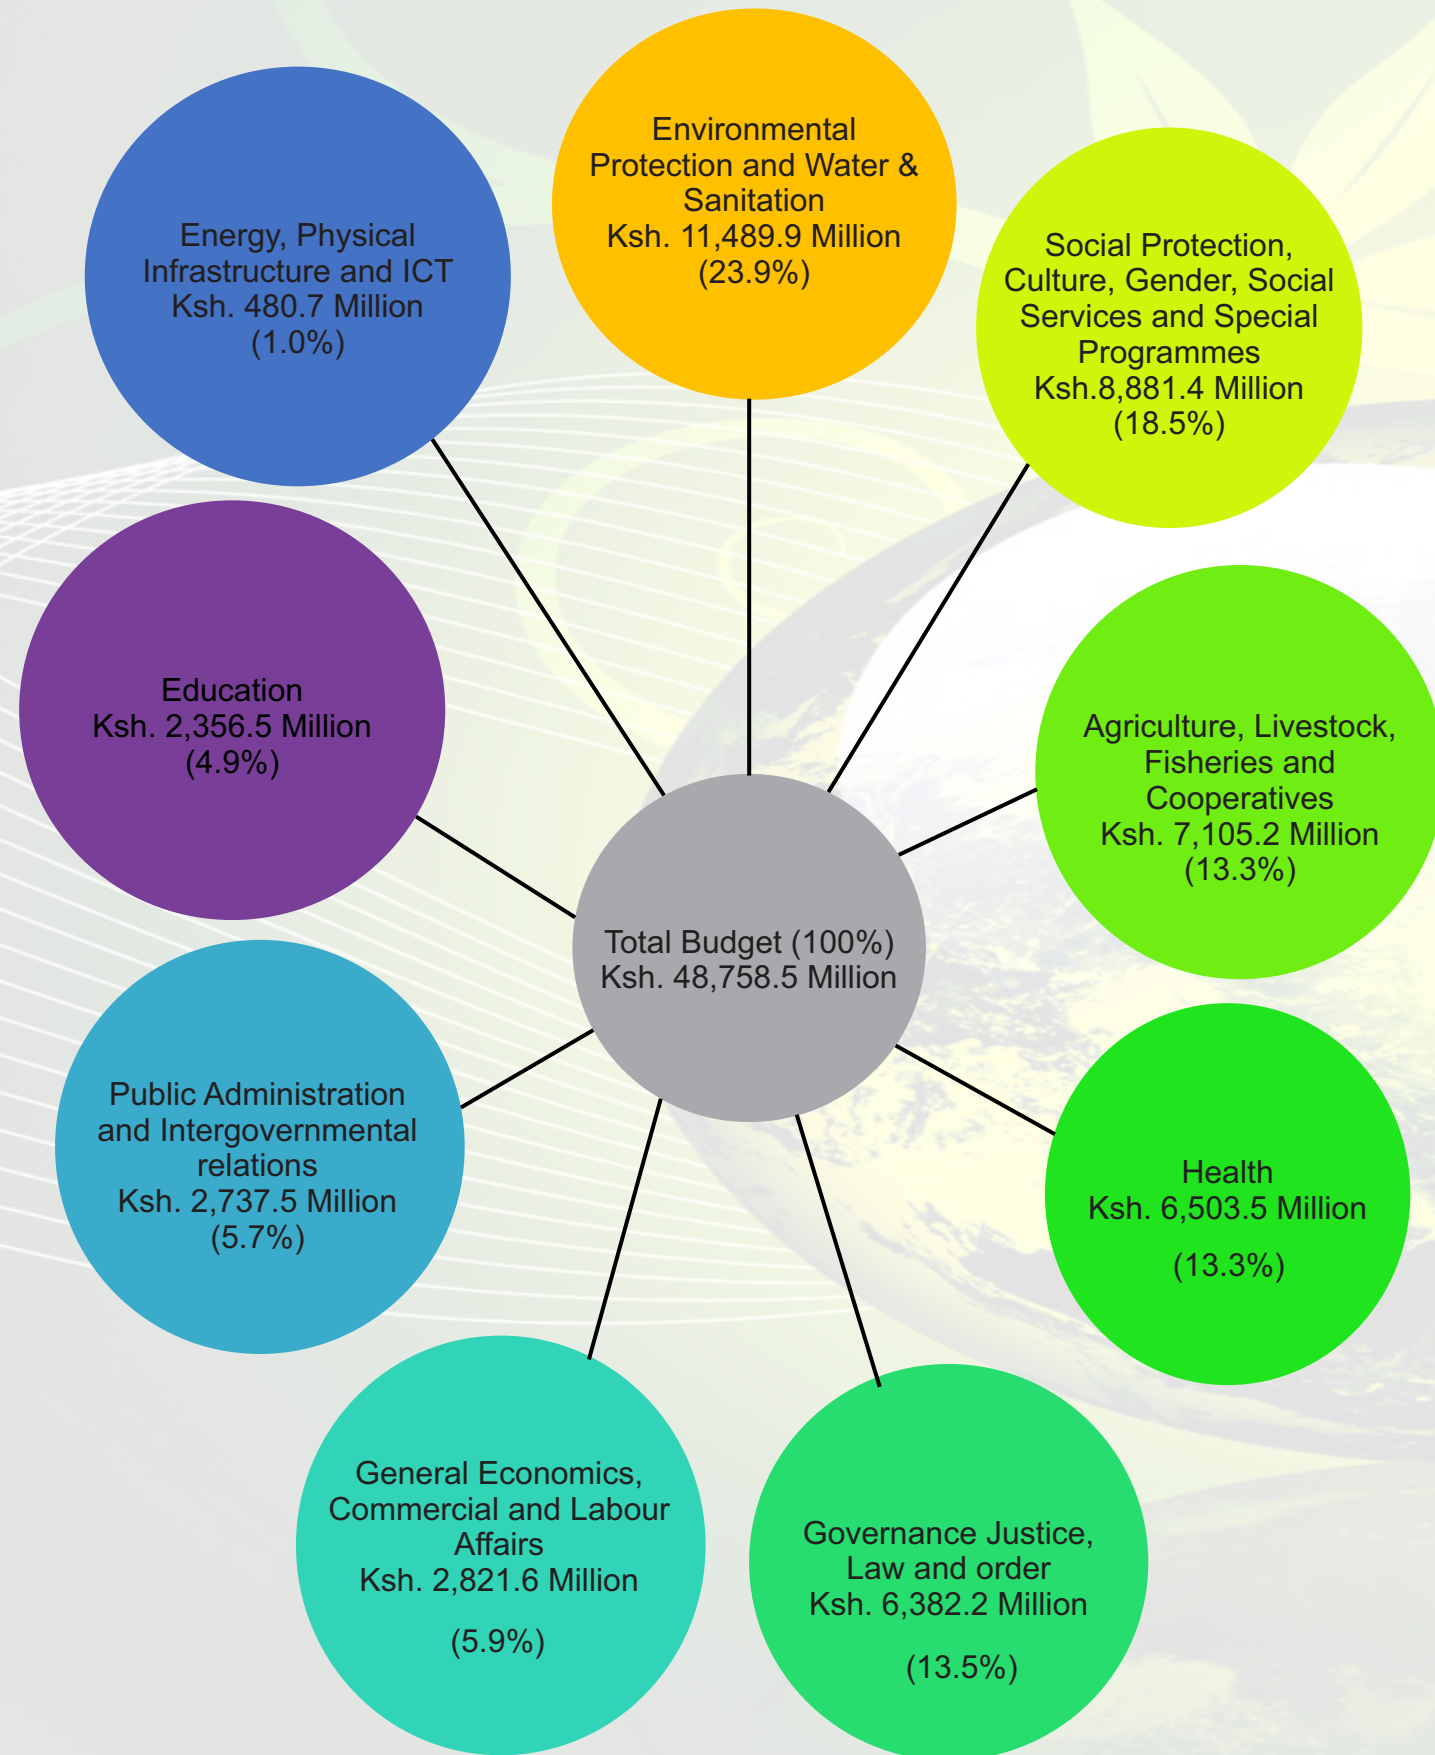 Environmental
Protection and Water &
Sanitation
Ksh. 11,489.9 Million
(23.9%)
Energy, Physical
Infrastructure and ICT
Ksh. 480.7 Million
(1.0%)
Social Protection,
Culture, Gender, Social
Services and Special
Programmes
Ksh.8,881.4 Million
(18.5%)
Education
Ksh. 2,356.5 Million
(4.9%)
Agriculture, Livestock,
Fisheries and
Cooperatives
Ksh. 7,105.2 Million
(13.3%)
Total Budget (100%)
Ksh. 48,758.5 Million
Public Administration
and Intergovernmental
relations
Ksh. 2,737.5 Million
(5.7%)
Health
Ksh. 6,503.5 Million
(13.3%)
General Economics,
Commercial and Labour
Affairs
Ksh. 2,821.6 Million
(5.9%)
Governance Justice,
Law and order
Ksh. 6,382.2 Million
(13.5%)